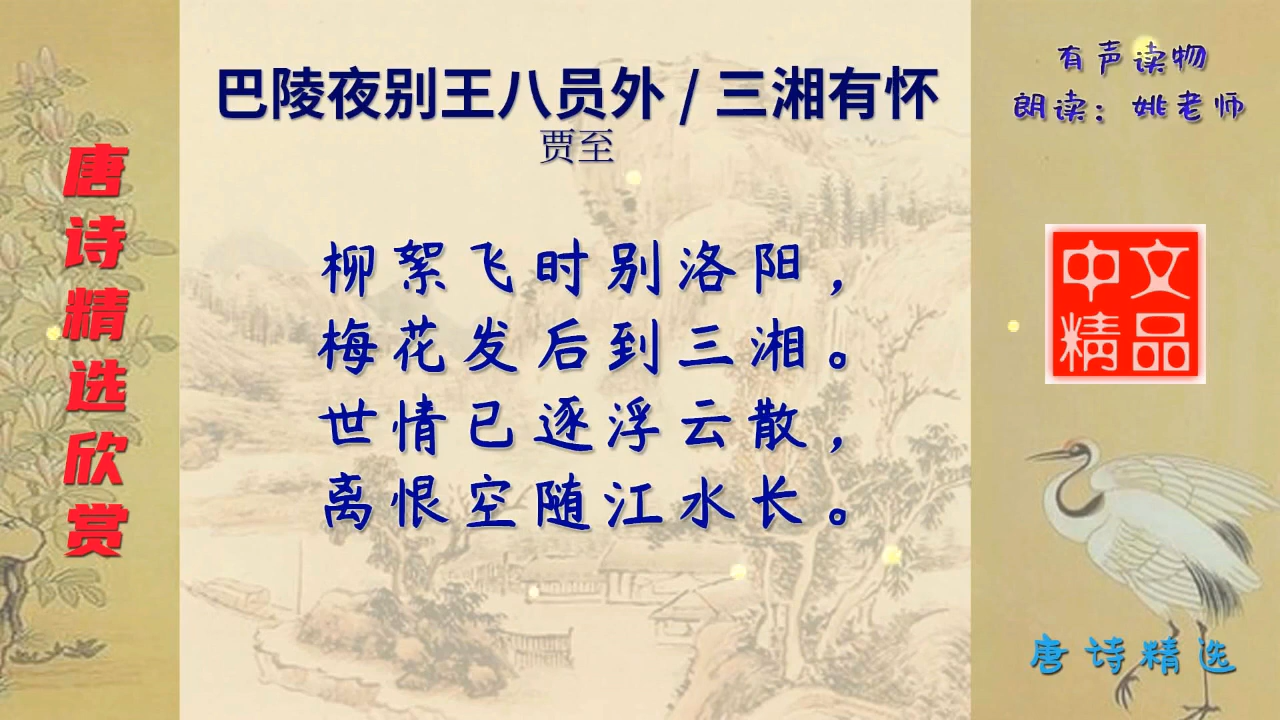 巴陵夜别王八员外 / 三湘有怀
贾至
柳絮飞时别洛阳，
梅花发后到三湘。
世情已逐浮云散，
离恨空随江水长。
唐诗精选欣赏
有声读物
朗读：姚老师
中文
精品
唐诗精选